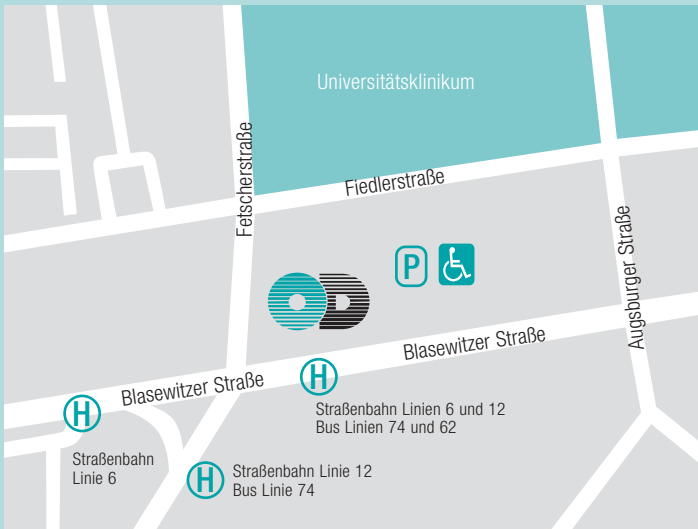 Universitätsklinikum
Fetscherstraße
Fiedlerstraße
Augsburger Straße
P
OD
Blasewitzer Straße
Blasewitzer Straße
H
Straßenbahn Linien 6 und 12
Bus Linien 74 und 62
H
Straßenbahn
Linie 6
H
Straßenbahn Linie 12
Bus Linie 74